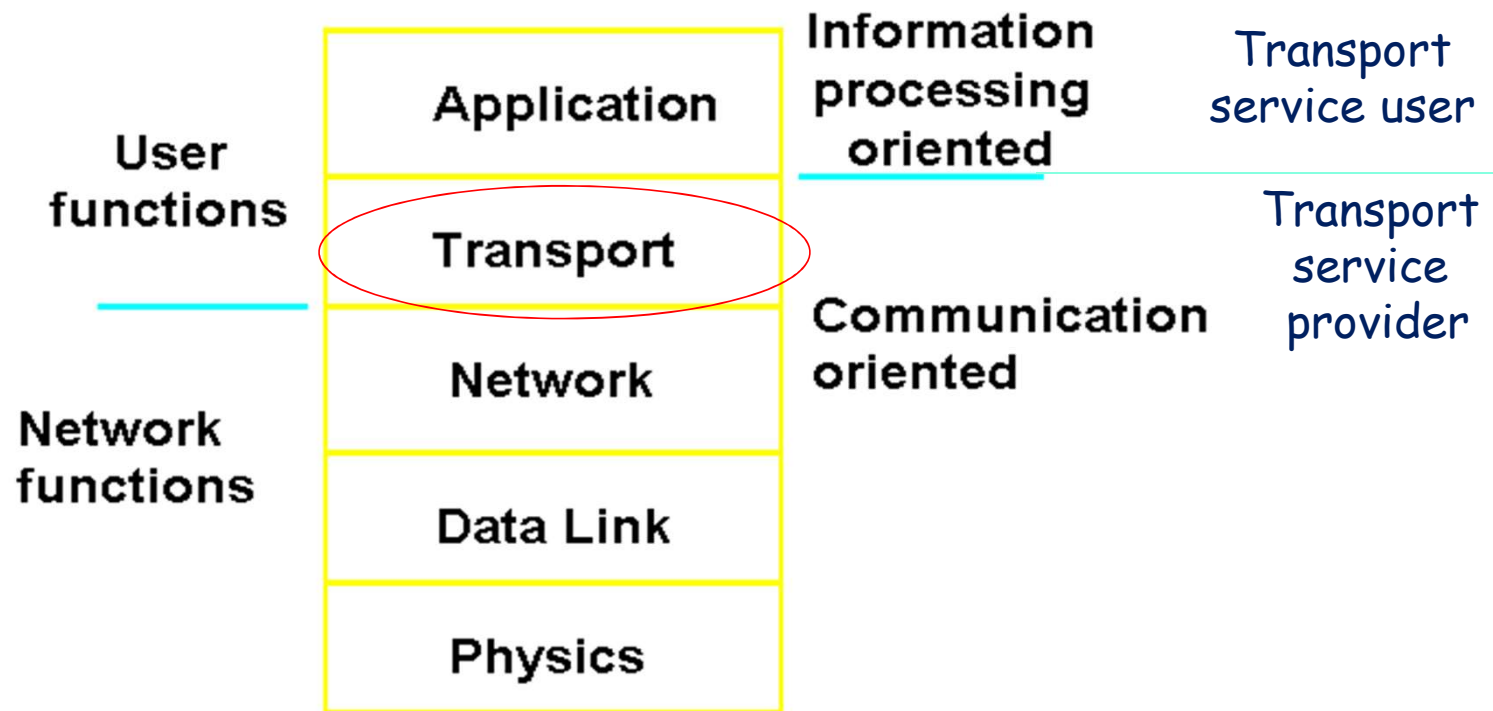 User
functions
Network
functions
Application
Transport
Network
Data Link
Physics
Information
processing
oriented
Communication
oriented
Transport
service user
Transport
service
provider